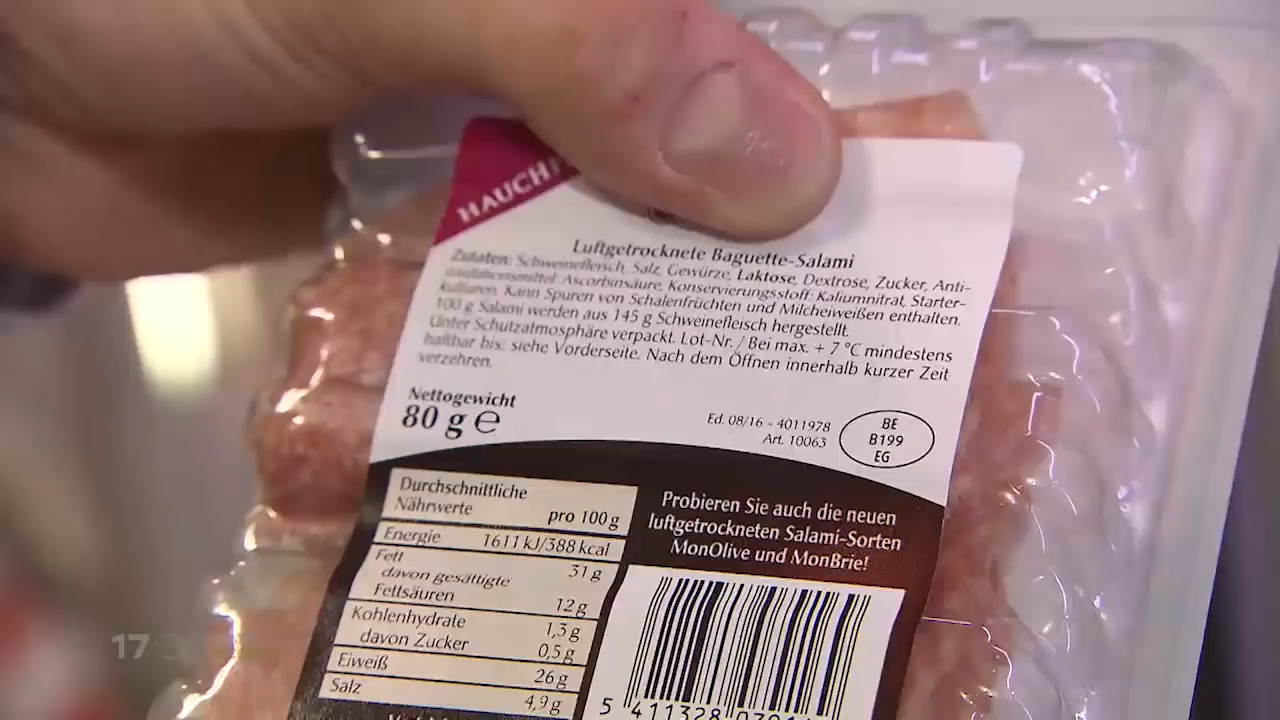 Luftgetrocknete Baguette-Salami
Zutaten: Schweinefleisch, Salz, Gewürze, Laktose, Dextrose, Zucker, Anti-
oxidationsmittel: Ascorbinsäure, Konservierungsstoff: Kaliumnitrat, Starter-
kulturen. Kann Spuren von Schalenfrüchten und Milcheiweißen enthalten.
100 g Salami werden aus 145 g Schweinefleisch hergestellt.
Unter Schutzatmosphäre verpackt. Lot-Nr. / Bei max. + 7 °C mindestens
haltbar bis: siehe Vorderseite. Nach dem Öffnen innerhalb kurzer Zeit
verzehren.
Nettogewicht
80 g e
Ed. 08/16 - 4011978
Art. 10063
BE
B199
EG
Durchschnittliche
Nährwerte pro 100 g
Energie 1611 kJ/388 kcal
Fett 31 g
davon gesättigte
Fettsäuren 12 g
Kohlenhydrate 1,3 g
davon Zucker 0,5 g
Eiweiß 26 g
Salz 4,9 g
Probieren Sie auch die neuen
luftgetrockneten Salami-Sorten
MonOlive und MonBrie!
5 411328
17